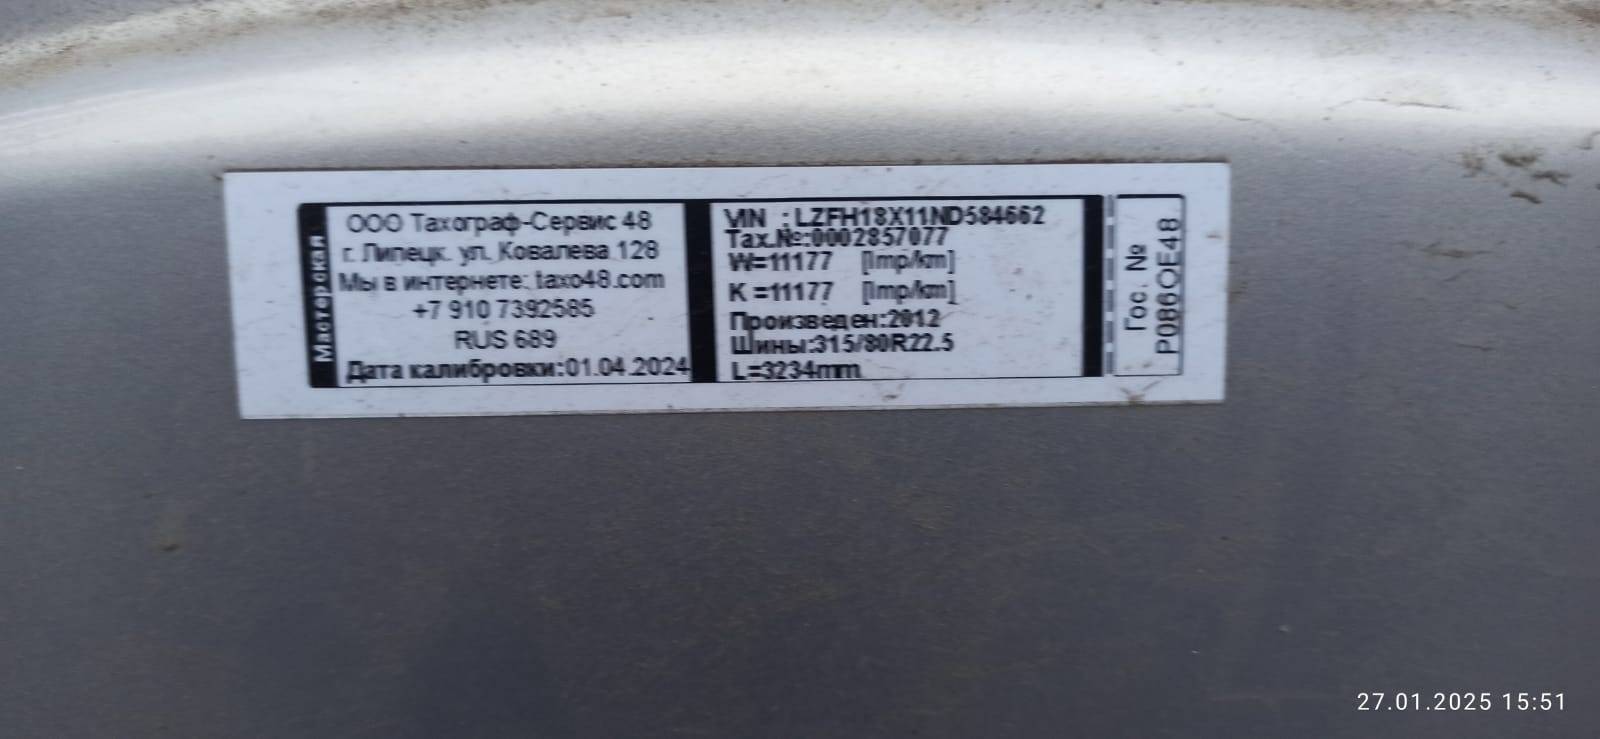 Мастерская
ООО Тахограф-Сервис 48
г. Липецк ул. Ковалева 128
Мы в интернете: taxo48.com
+7 910 7392585
RUS 689
Дата калибровки:01.04.2024
VIN :LZFH18X11ND584662
Тах.№:0002857077
W=11177 [Imp/km]
K =11177 [Imp/km]
Произведен:2012
Шины:315/80R22.5
L=3234mm
Гос. №
Р086ОЕ48
27.01.2025 15:51